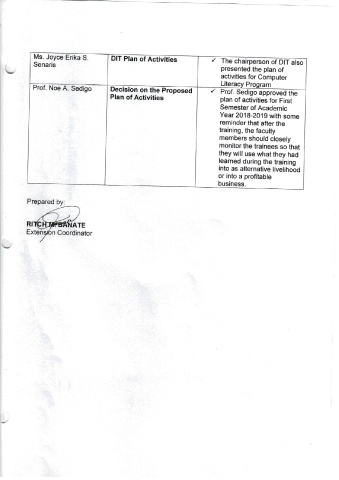 Ms. Joyce Erika S.
Senaris
DIT Plan of Activities
✓ The chairperson of DIT also
presented the plan of
activities for Computer
Literacy Program
Prof. Noe A. Sedigo
Decision on the Proposed
Plan of Activities
✓ Prof. Sedigo approved the
plan of activities for First
Semester of Academic
Year 2018-2019 with some
reminder that after the
training, the faculty
members should closely
monitor the trainees so that
they will use what they had
learned during the training
into as alternative livelihood
or into a profitable
business.
Prepared by:
RITCH M. BANATE
Extension Coordinator